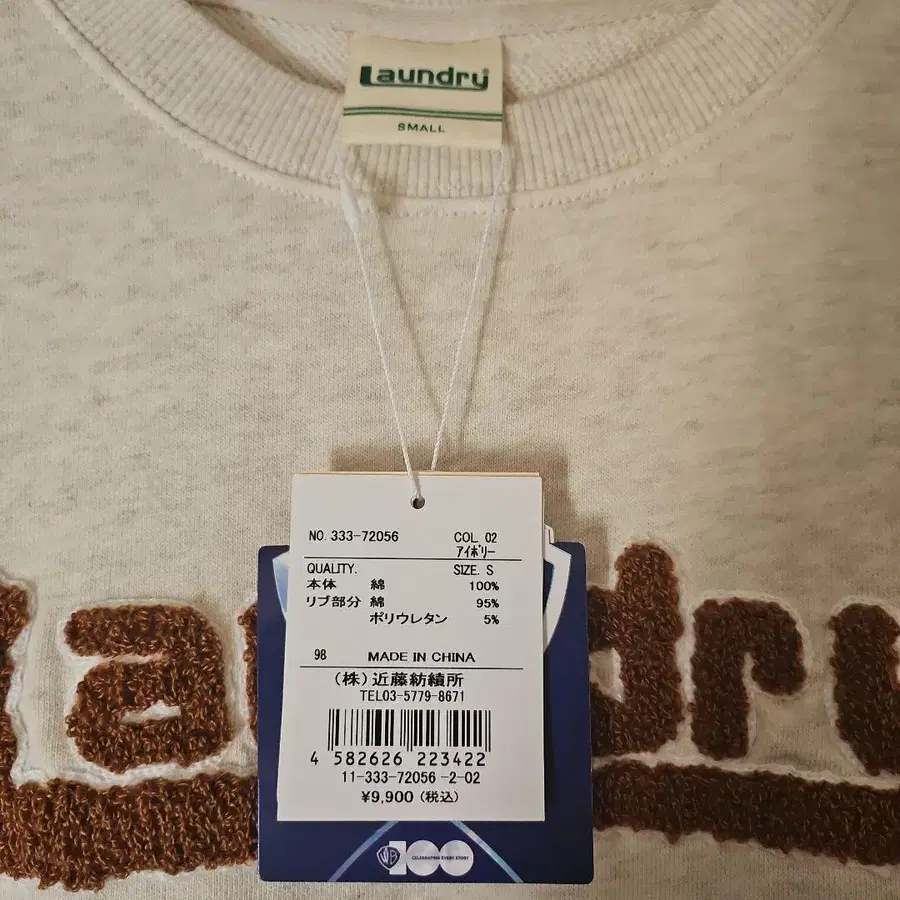 Laundry
SMALL
NO. 333-72056 COL 02
アイボリー
QUALITY. SIZE. S
本体 綿 100%
リブ部分 綿 95%
ポリウレタン 5%
98 MADE IN CHINA
(株)近藤紡績所
TEL03-5779-8671
4 582626 223422
11-333-72056 -2-02
¥9,900(税込)
WB 100 CELEBRATING EVERY STORY